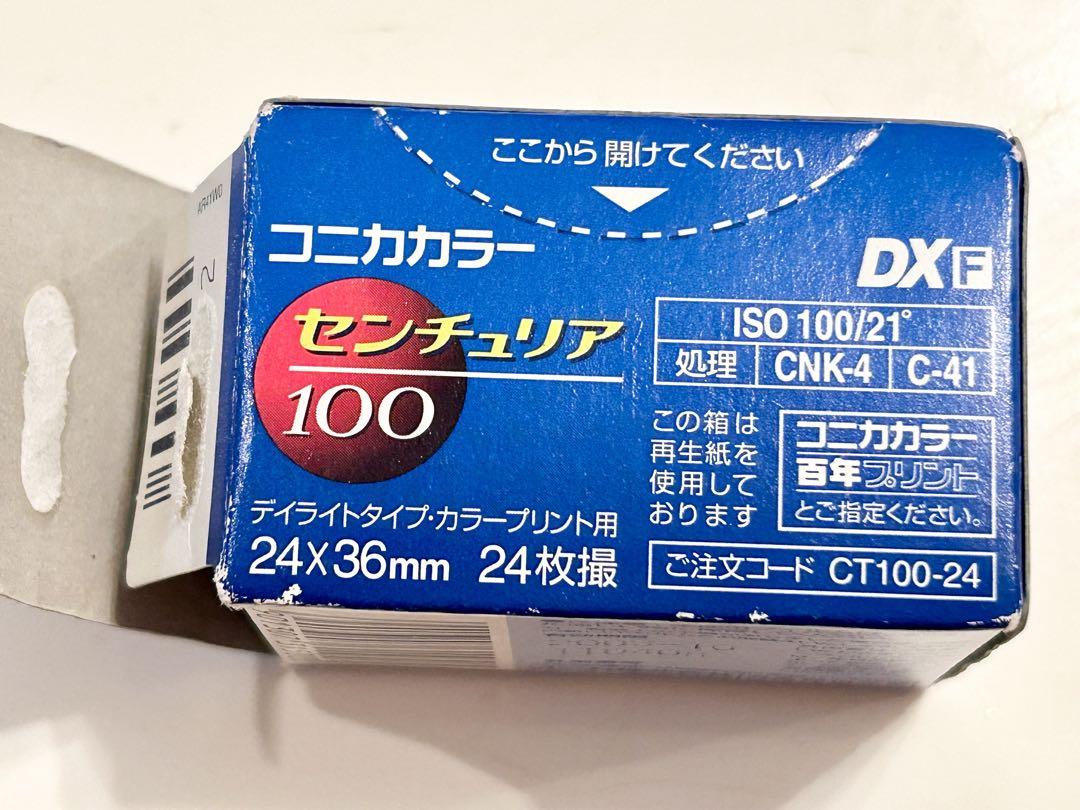 ここから開けてください
コニカカラー
センチュリア
100
デイライトタイプ・カラープリント用
24×36mm 24枚撮
DX F
ISO 100/21°
処理 CNK-4 C-41
この箱は
再生紙を
使用して
おります
コニカカラー
百年プリント
とご指定ください。
ご注文コード CT100-24